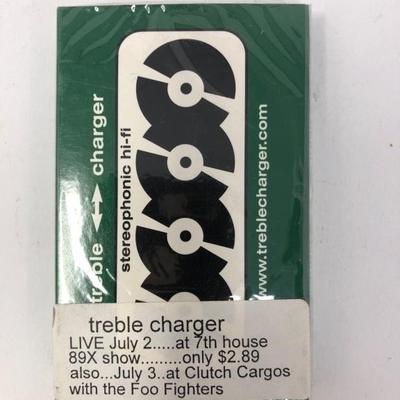 treble <-> charger
stereophonic hi-fi
www.treblecharger.com
treble charger
LIVE July 2.....at 7th house
89X show.........only $2.89
also...July 3..at Clutch Cargos
with the Foo Fighters